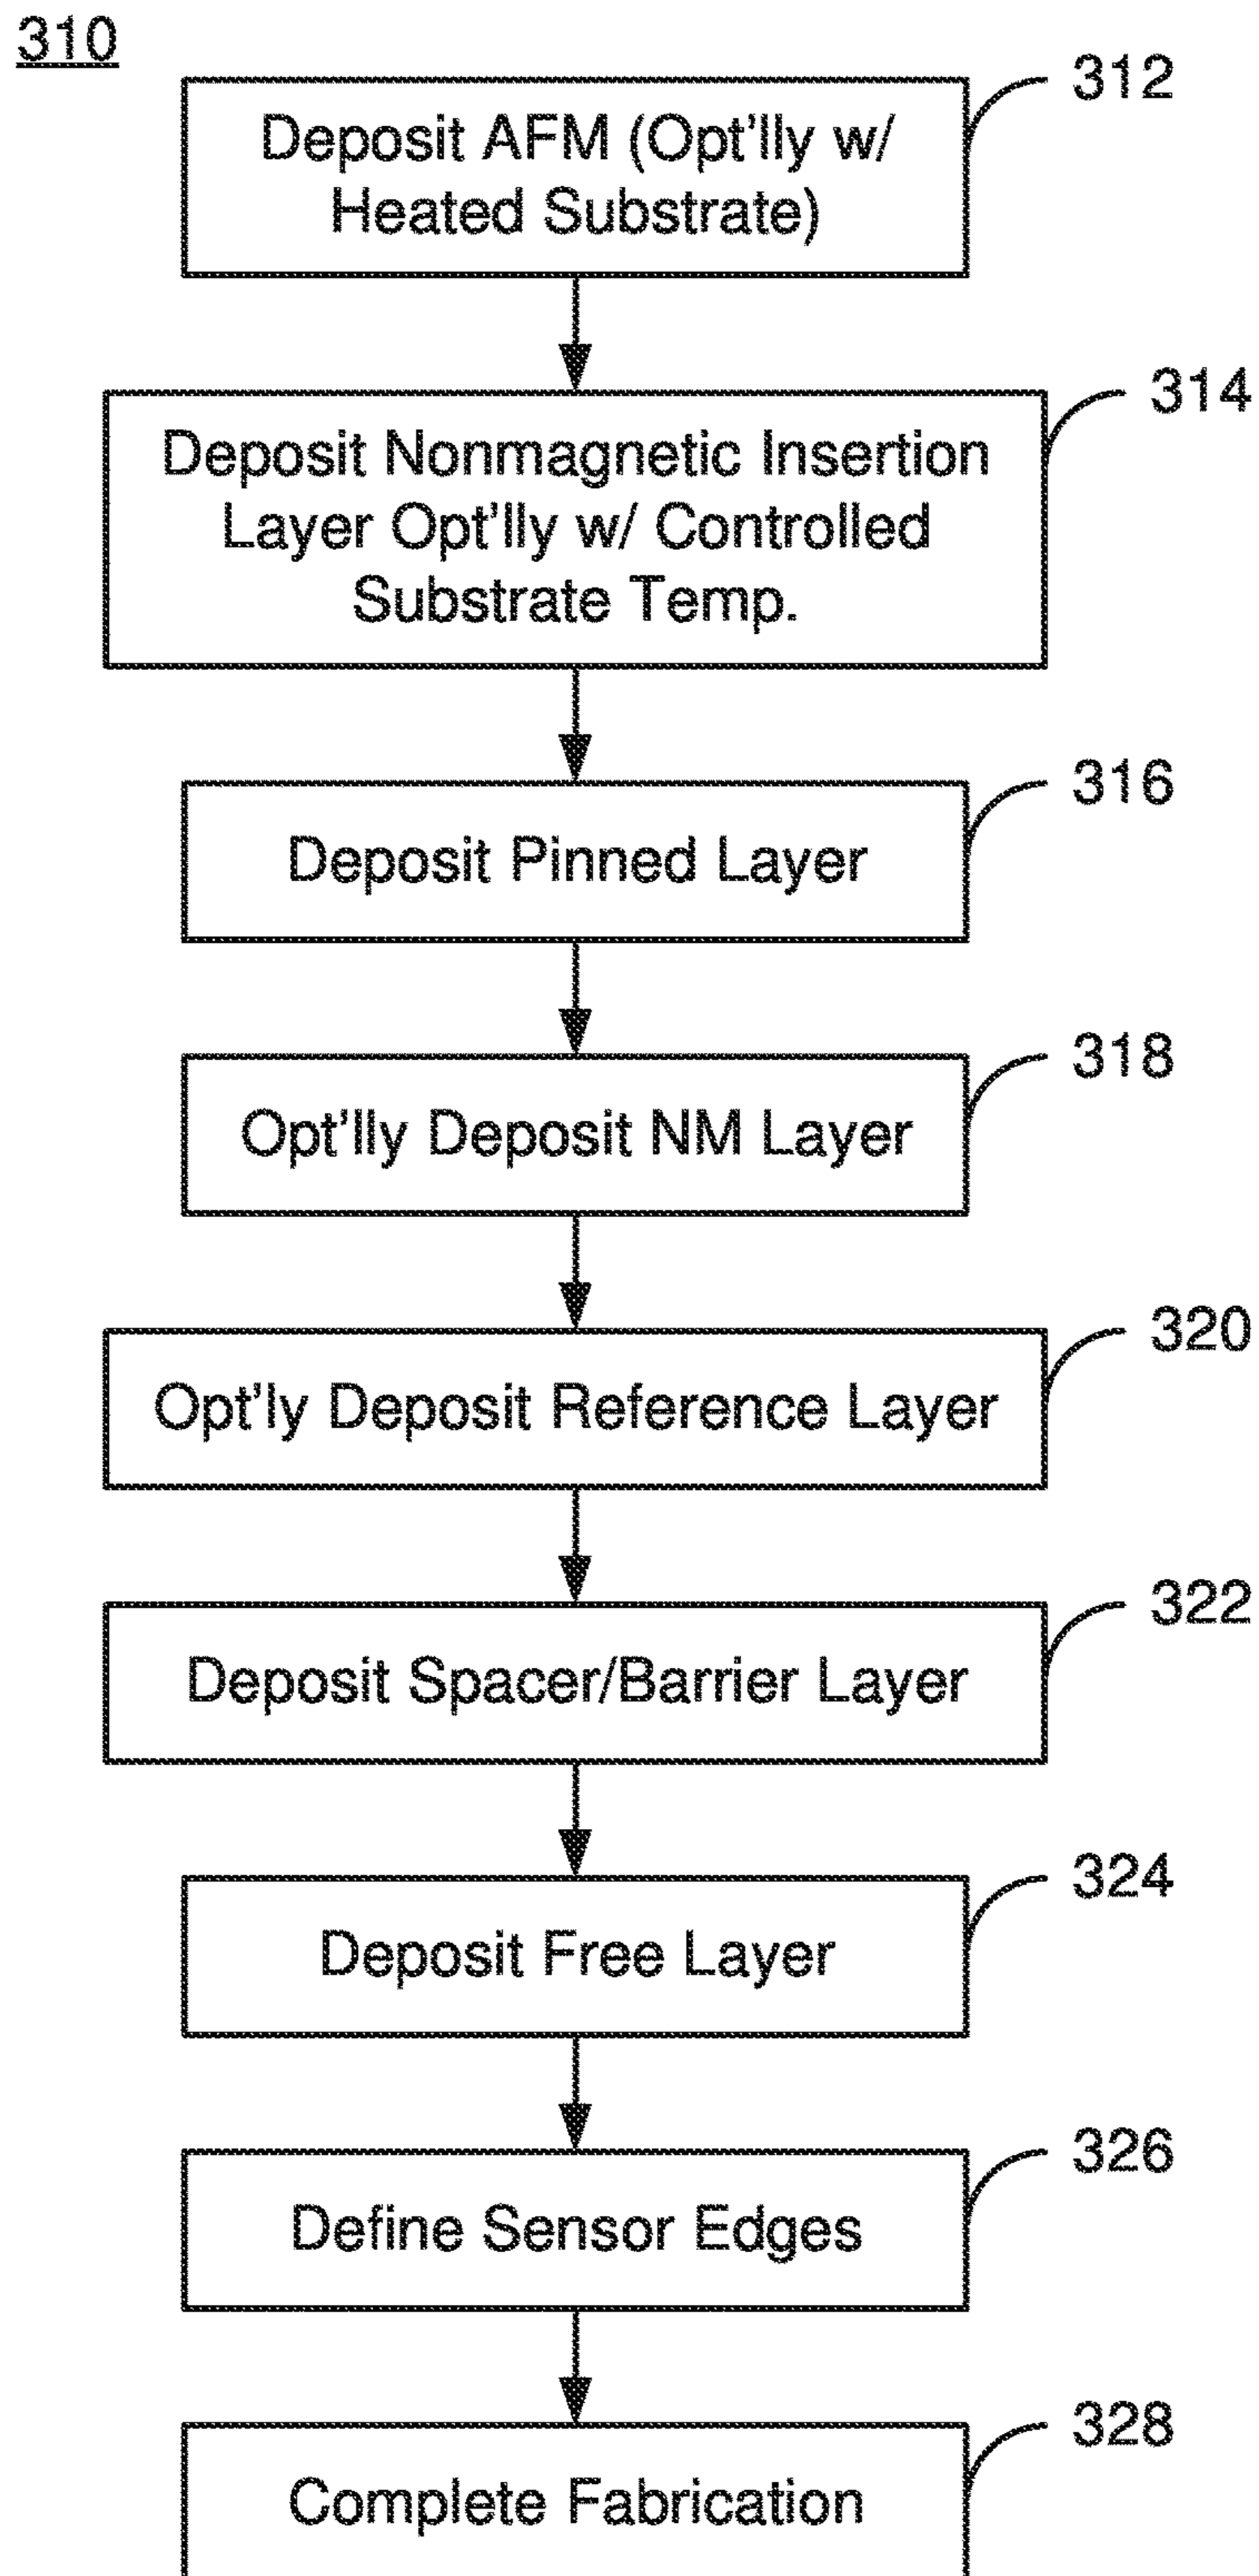 310
312
Deposit AFM (Opt'lly w/
Heated Substrate)
314
Deposit Nonmagnetic Insertion
Layer Opt'lly w/ Controlled
Substrate Temp.
316
Deposit Pinned Layer
318
Opt'lly Deposit NM Layer
320
Opt'ly Deposit Reference Layer
322
Deposit Spacer/Barrier Layer
324
Deposit Free Layer
326
Define Sensor Edges
328
Complete Fabrication